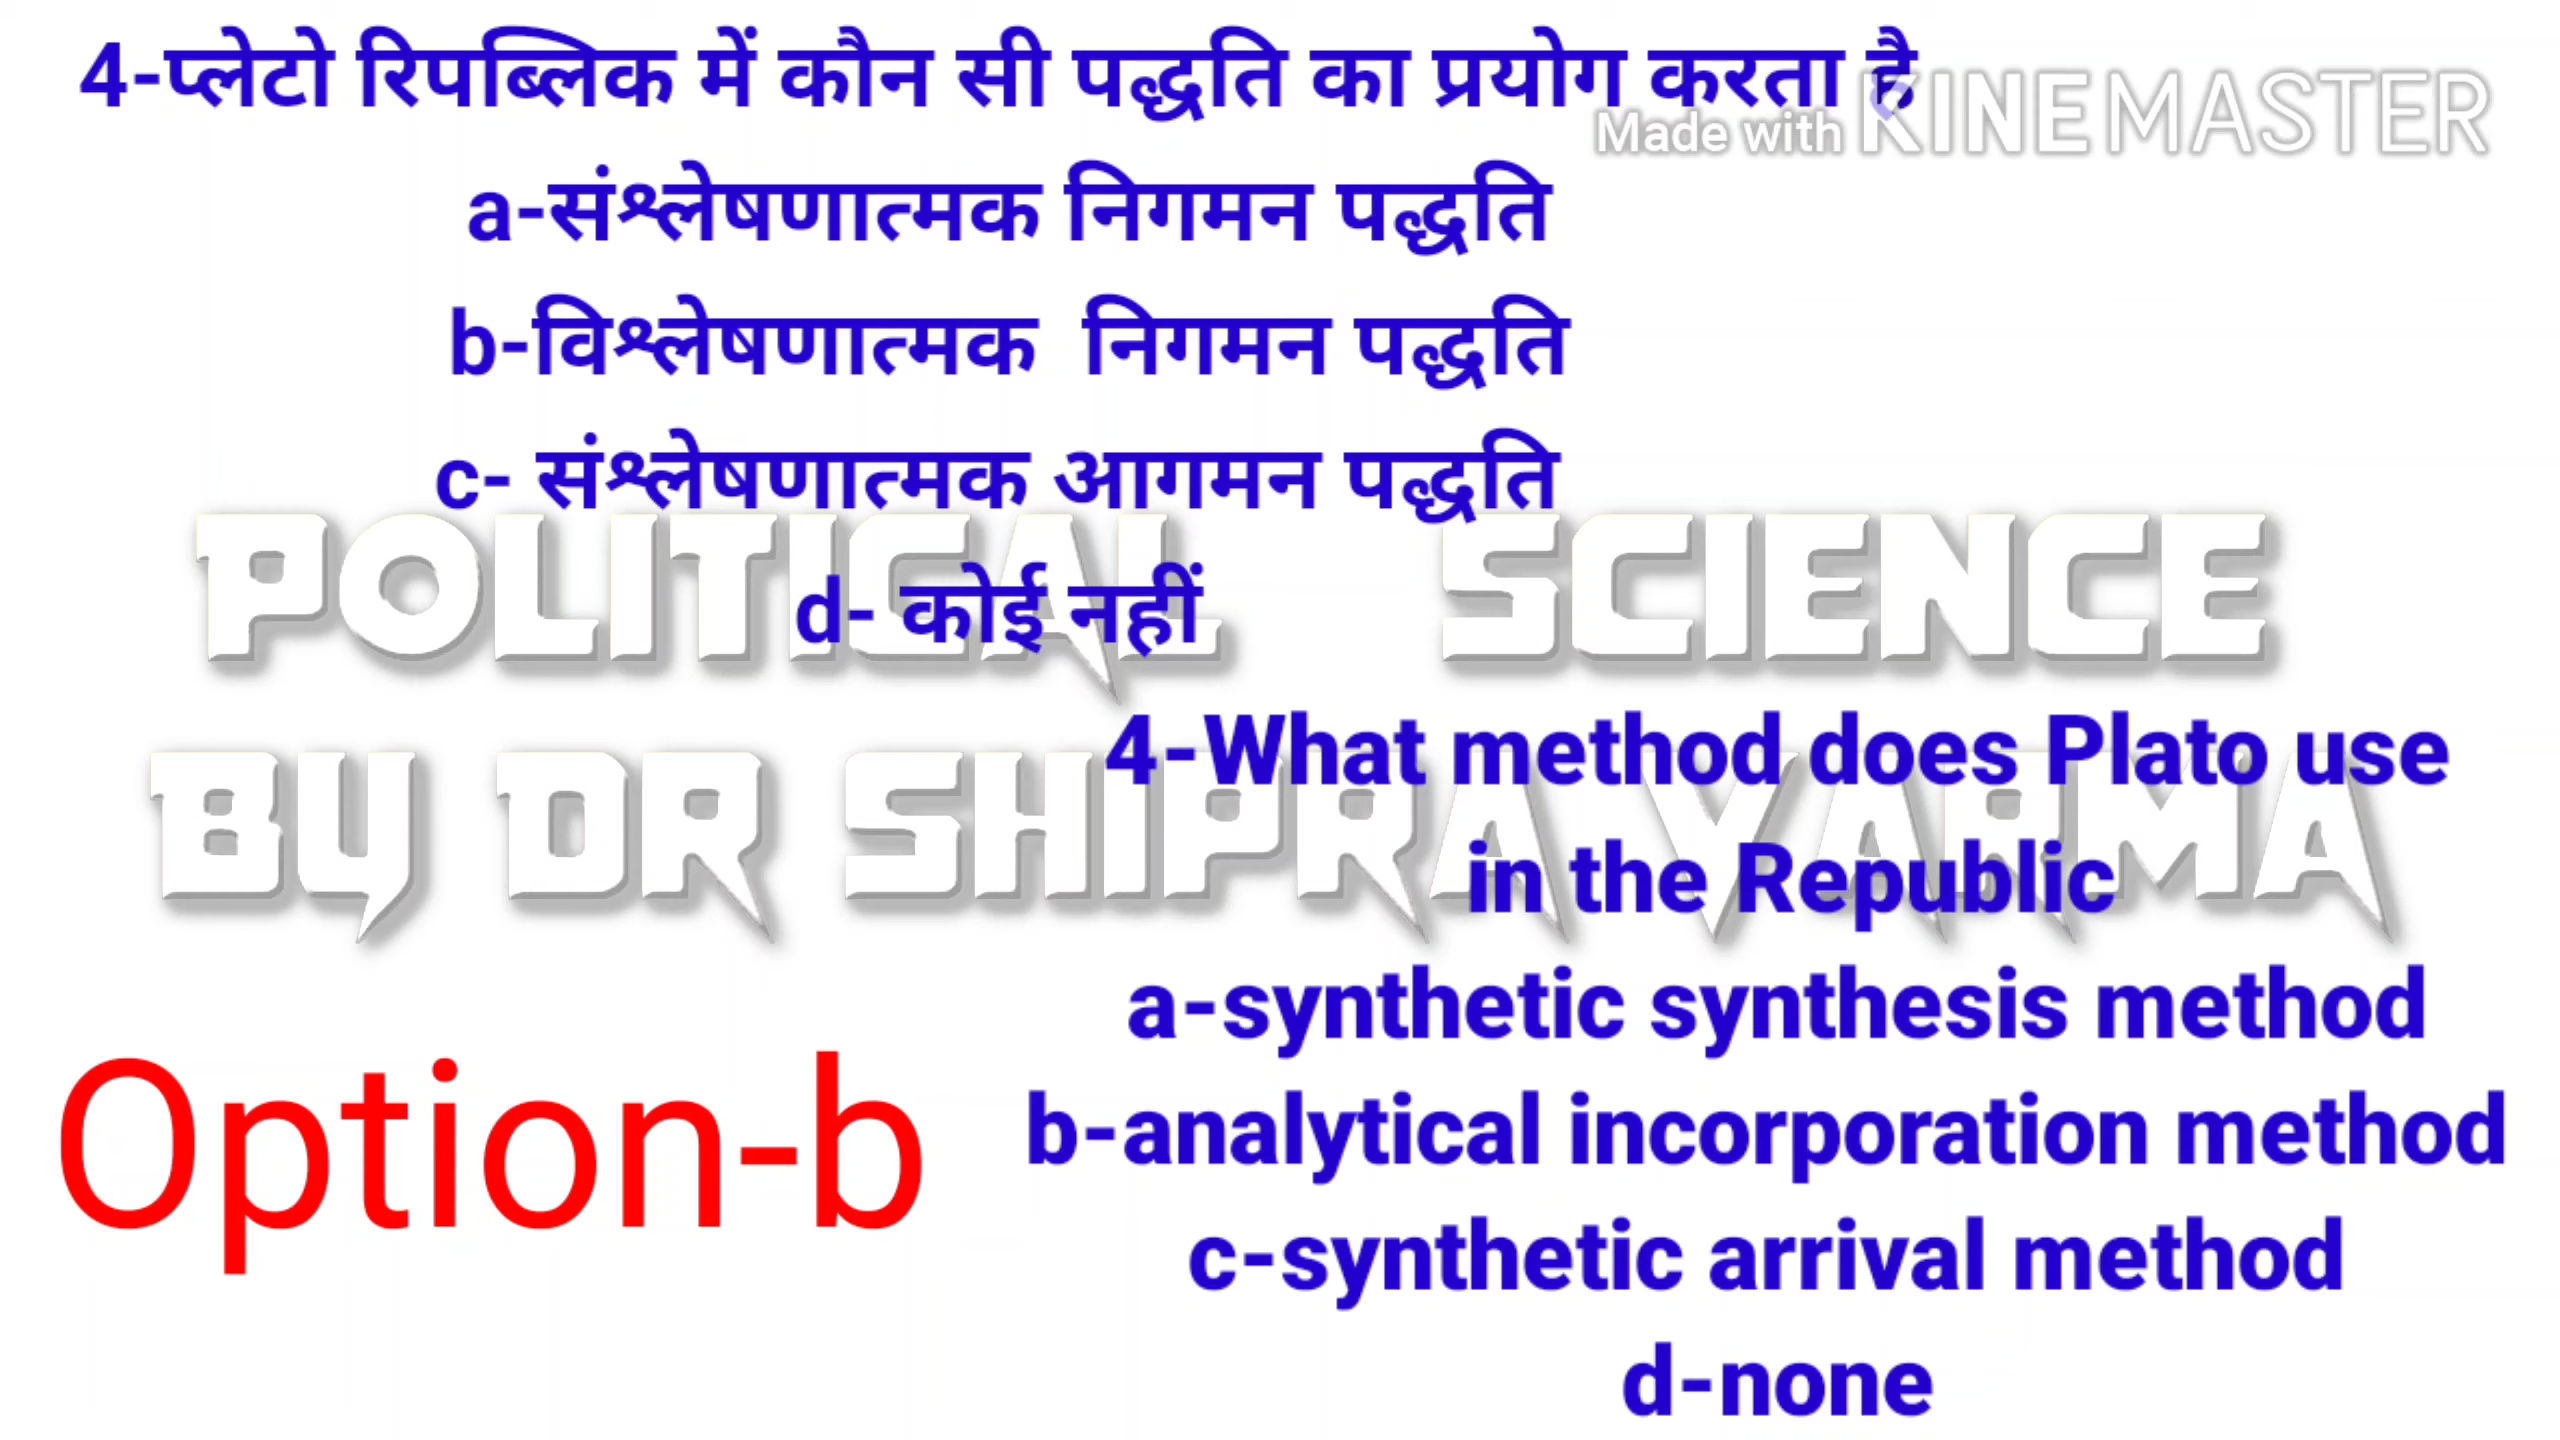 4-प्लेटो रिपब्लिक में कौन सी पद्धति का प्रयोग करता है
Made with KINEMASTER
a-संश्लेषणात्मक निगमन पद्धति
b-विश्लेषणात्मक निगमन पद्धति
c- संश्लेषणात्मक आगमन पद्धति
POLITICAL SCIENCE
d- कोई नहीं
4-What method does Plato use
BY DR SHIPRA VARMA
in the Republic
a-synthetic synthesis method
Option-b
b-analytical incorporation method
c-synthetic arrival method
d-none